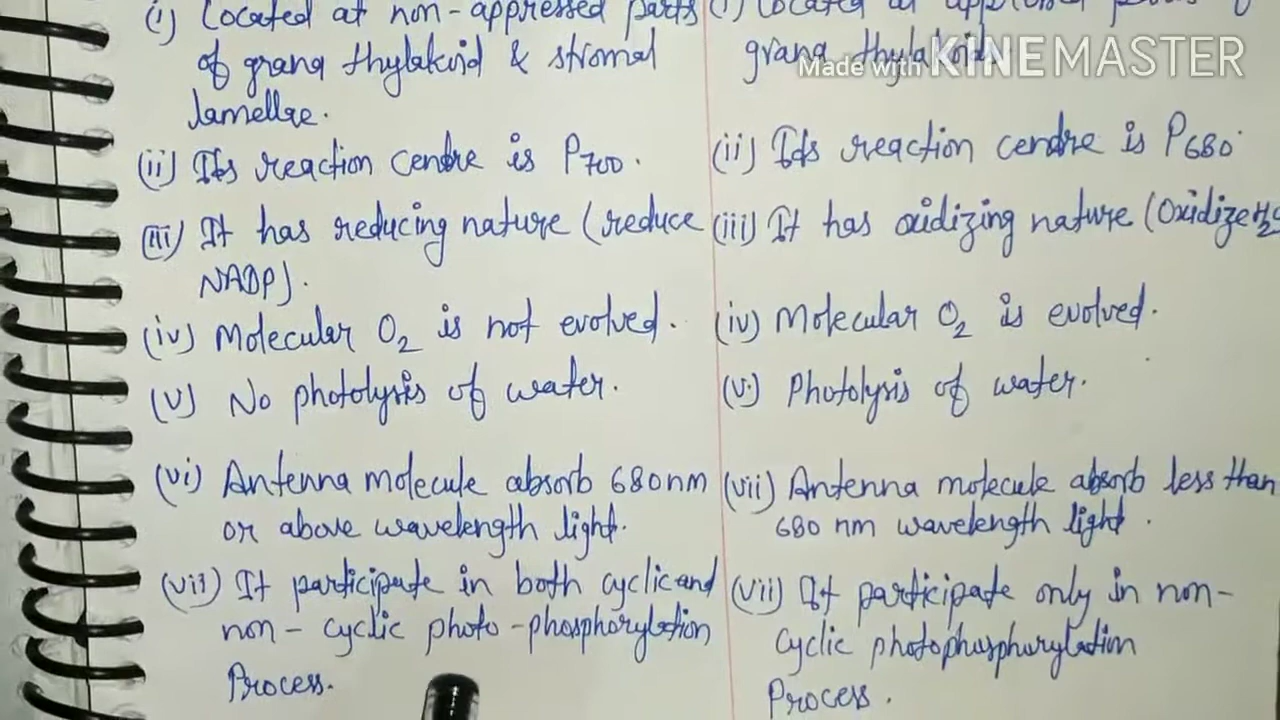 (i) Located at non-appressed parts
of grana thylakoid & stromal
lamellae.
(ii) Its reaction centre is P700.
(iii) It has reducing nature (reduce
NADP).
(iv) Molecular O2 is not evolved.
(v) No photolysis of water.
(vi) Antenna molecule absorb 680nm
or above wavelength light.
(vii) It participate in both cyclic and
non-cyclic photo-phosphorylation
Process.
(i) Located at appressed
grana thylakoids
(ii) Its reaction centre is P680.
(iii) It has oxidizing nature (Oxidize H2O
(iv) Molecular O2 is evolved.
(v.) Photolysis of water.
(vii) Antenna molecule absorb less than
680 nm wavelength light.
(vii) It participate only in non-
cyclic photophosphorylation
Process.
Made with KINEMASTER